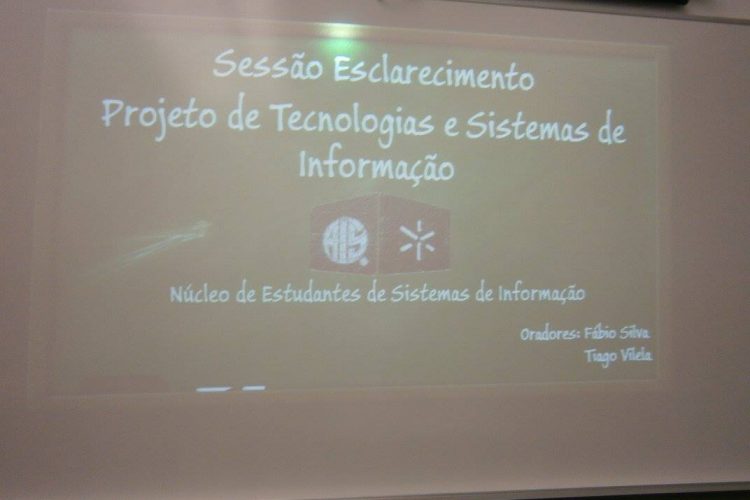 Sessão Esclarecimento
Projeto de Tecnologias e Sistemas de
Informação
AIS
Núcleo de Estudantes de Sistemas de Informação
Oradores: Fábio Silva
Tiago Vilela